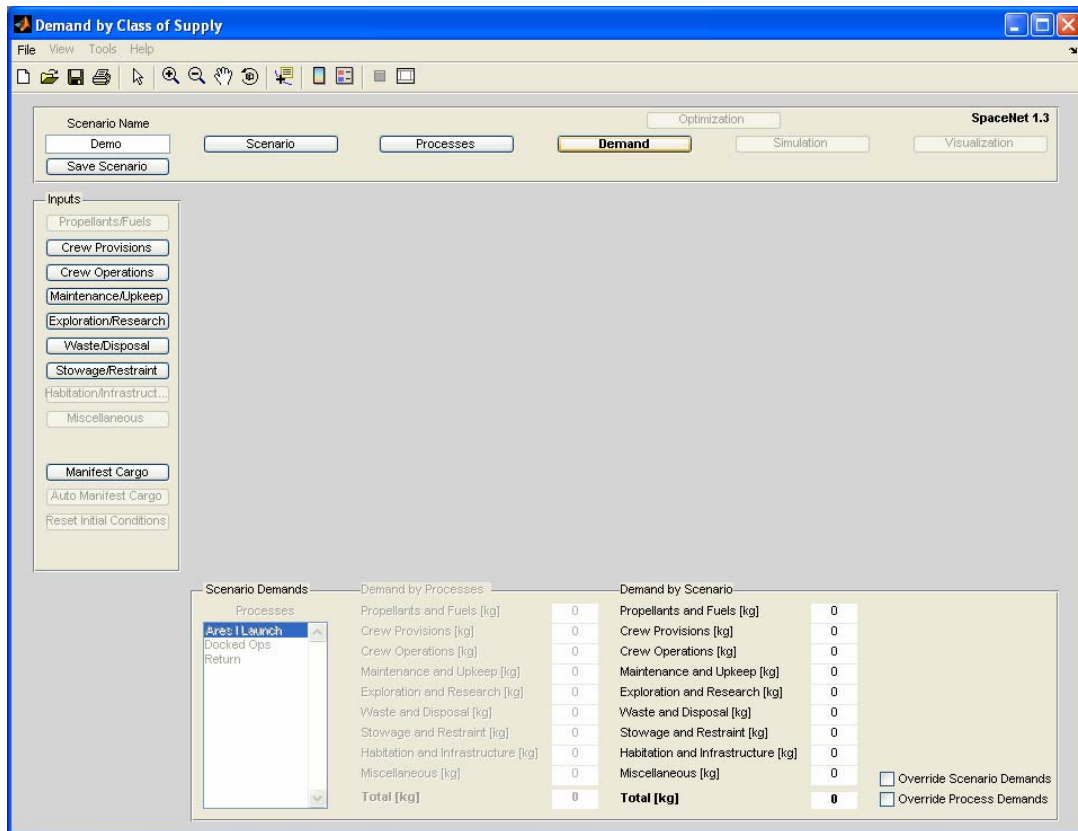 Demand by Class of Supply
File View Tools Help
Optimization
SpaceNet 1.3
Scenario Name
Demo
Scenario
Processes
Demand
Simulation
Visualization
Save Scenario
Inputs
Propellants/Fuels
Crew Provisions
Crew Operations
Maintenance/Upkeep
Exploration/Research
Waste/Disposal
Stowage/Restraint
Habitation/Infrastruct...
Miscellaneous
Manifest Cargo
Auto Manifest Cargo
Reset Initial Conditions
Scenario Demands
Processes
Ares I Launch
Docked Ops
Return
Demand by Processes
Propellants and Fuels [kg] 0
Crew Provisions [kg] 0
Crew Operations [kg] 0
Maintenance and Upkeep [kg] 0
Exploration and Research [kg] 0
Waste and Disposal [kg] 0
Stowage and Restraint [kg] 0
Habitation and Infrastructure [kg] 0
Miscellaneous [kg] 0
Total [kg] 0
Demand by Scenario
Propellants and Fuels [kg] 0
Crew Provisions [kg] 0
Crew Operations [kg] 0
Maintenance and Upkeep [kg] 0
Exploration and Research [kg] 0
Waste and Disposal [kg] 0
Stowage and Restraint [kg] 0
Habitation and Infrastructure [kg] 0
Miscellaneous [kg] 0
Total [kg] 0
Override Scenario Demands
Override Process Demands